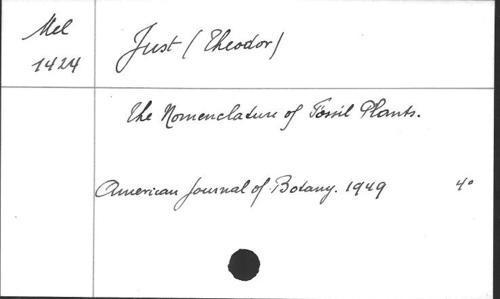 Mel
1424
Just (Theodor)
The Nomenclature of Fossil Plants.
American Journal of Botany. 1949 4°